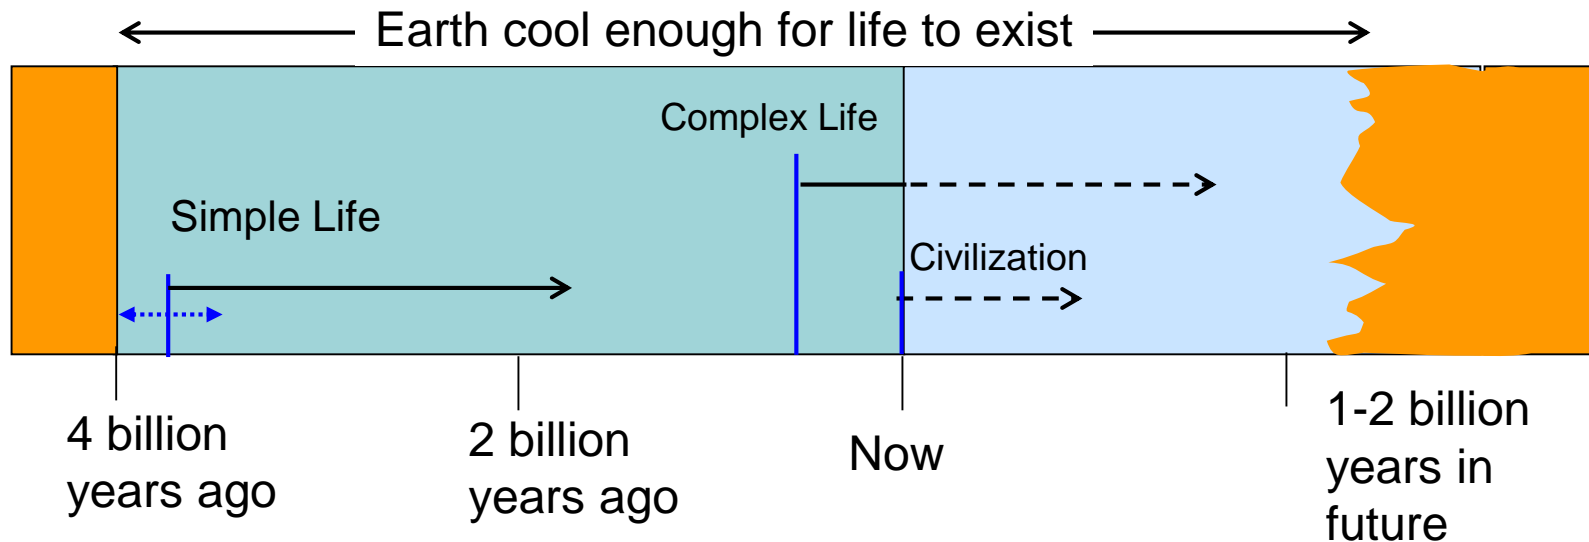 Earth cool enough for life to exist
Complex Life
Simple Life
Civilization
4 billion
years ago
2 billion
years ago
Now
1-2 billion
years in
future